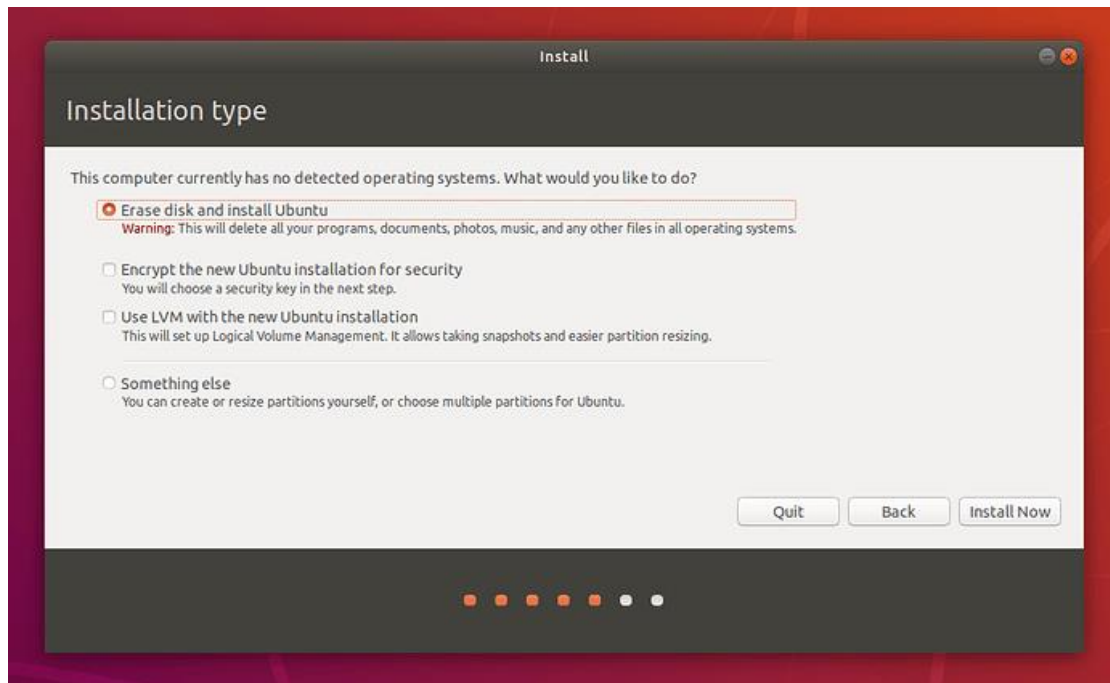 Install
Installation type
This computer currently has no detected operating systems. What would you like to do?
Erase disk and install Ubuntu
Warning: This will delete all your programs, documents, photos, music, and any other files in all operating systems.
Encrypt the new Ubuntu installation for security
You will choose a security key in the next step.
Use LVM with the new Ubuntu installation
This will set up Logical Volume Management. It allows taking snapshots and easier partition resizing.
Something else
You can create or resize partitions yourself, or choose multiple partitions for Ubuntu.
Quit Back Install Now